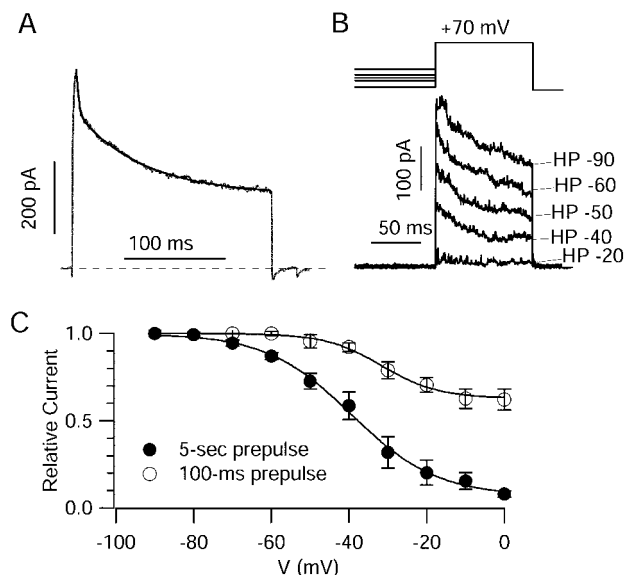 A
200 pA
100 ms
B
+70 mV
100 pA
50 ms
HP -90
HP -60
HP -50
HP -40
HP -20
C
Relative Current
1.0
0.5
0.0
5-sec prepulse
100-ms prepulse
-100 -80 -60 -40 -20 0
V (mV)